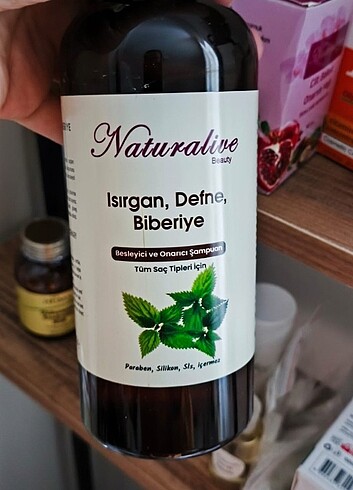 Naturalive
Beauty
Isırgan, Defne,
Biberiye
Besleyici ve Onarıcı Şampuan
Tüm Saç Tipleri İçin
Paraben, Silikon, Sls, içermez